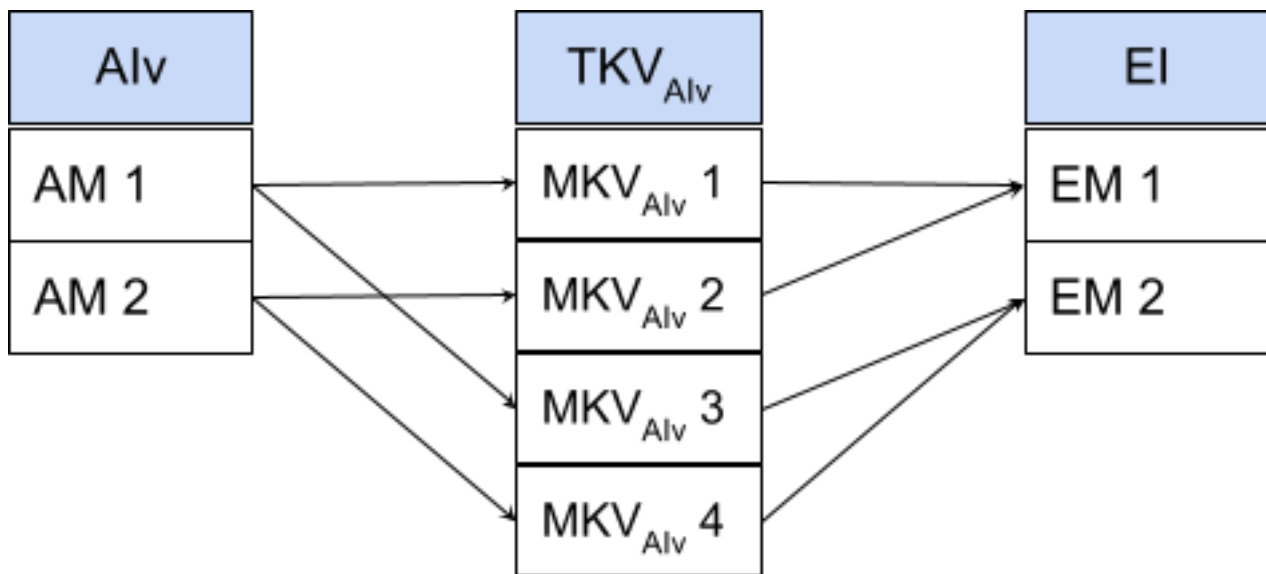 AIv
TKV_AIv
EI
AM 1
MKV_AIv 1
EM 1
AM 2
MKV_AIv 2
EM 2
MKV_AIv 3
MKV_AIv 4